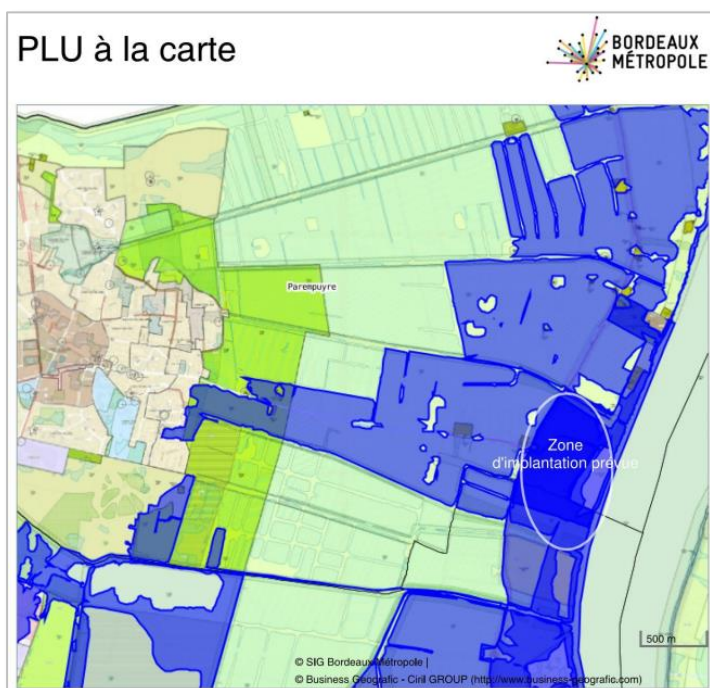 PLU à la carte
BORDEAUX
MÉTROPOLE
Parempuyre
Zone
d'implantation prévue
500 m
© SIG Bordeaux Métropole |
© Business Geografic - Ciril GROUP (http://www.business-geografic.com)